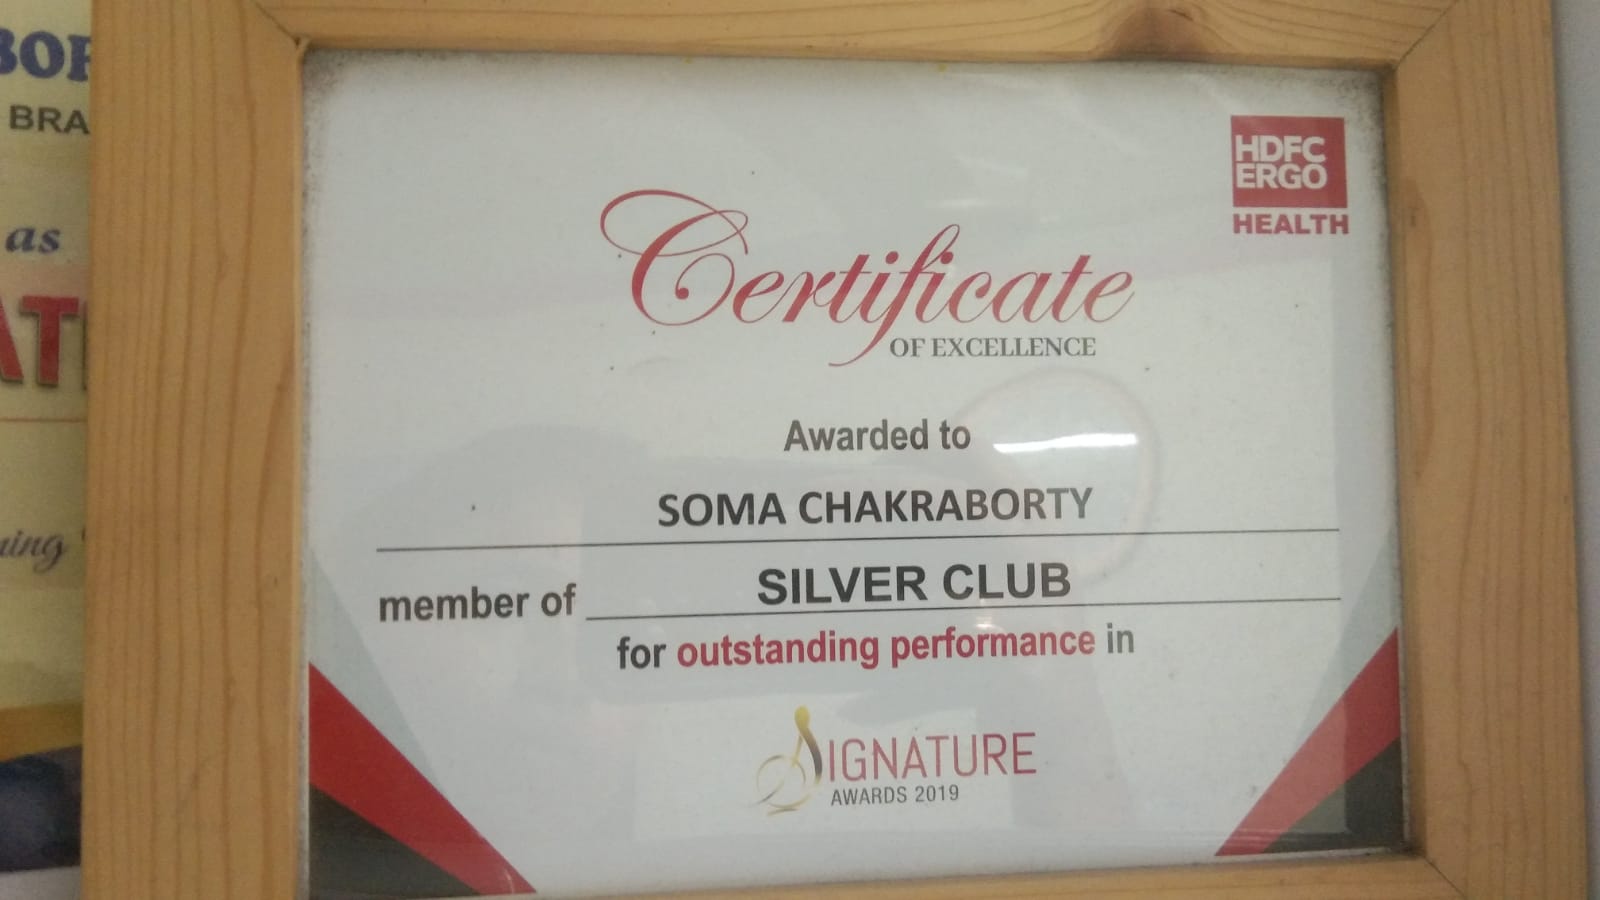 BRA
as
HDFC
ERGO
HEALTH
Certificate
OF EXCELLENCE
Awarded to
SOMA CHAKRABORTY
member of SILVER CLUB
for outstanding performance in
SIGNATURE
AWARDS 2019